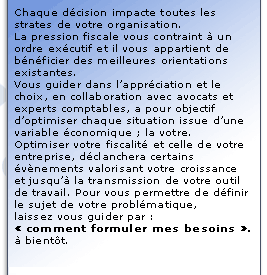 Chaque décision impacte toutes les
strates de votre organisation.
La pression fiscale vous contraint à un
ordre exécutif et il vous appartient de
bénéficier des meilleures orientations
existantes.
Vous guider dans l'appréciation et le
choix, en collaboration avec avocats et
experts comptables, a pour objectif
d'optimiser chaque situation issue d'une
variable économique ; la votre.
Optimiser votre fiscalité et celle de votre
entreprise, déclanchera certains
évènements valorisant votre croissance
et jusqu'à la transmission de votre outil
de travail. Pour vous permettre de définir
le sujet de votre problématique,
laissez vous guider par :
« comment formuler mes besoins ».
à bientôt.